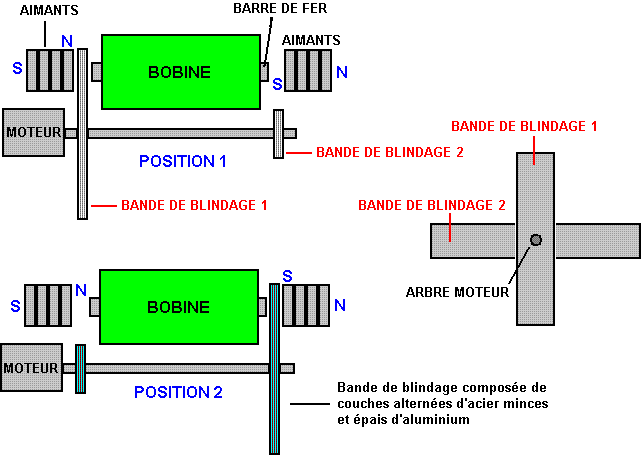 AIMANTS
BARRE DE FER
N
AIMANTS
S
BOBINE
S
N
MOTEUR
POSITION 1
BANDE DE BLINDAGE 2
BANDE DE BLINDAGE 1
BANDE DE BLINDAGE 1
BANDE DE BLINDAGE 2
ARBRE MOTEUR
S
N
S
BOBINE
N
MOTEUR
POSITION 2
Bande de blindage composée de
couches alternées d'acier minces
et épais d'aluminium